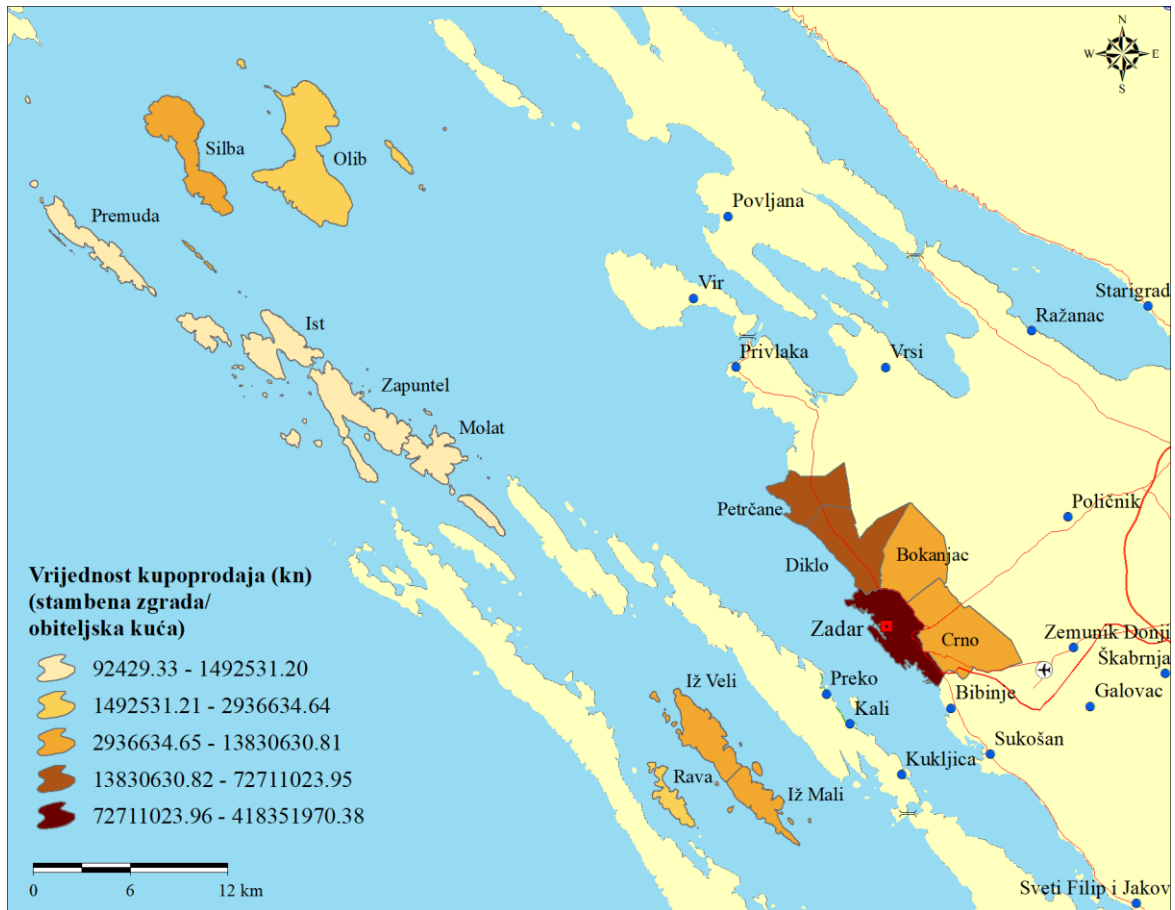 N
W E
S
Silba
Olib
Premuda
Povljana
Vir
Starigrad
Ražanac
Ist
Privlaka
Vrsi
Zapuntel
Molat
Petrčane
Poličnik
Bokanjac
Diklo
Vrijednost kupoprodaja (kn)
(stambena zgrada/
obiteljska kuća)
92429.33 - 1492531.20
1492531.21 - 2936634.64
2936634.65 - 13830630.81
13830630.82 - 72711023.95
72711023.96 - 418351970.38
Zadar
Crno
Zemunik Donji
Škabrnja
Iž Veli
Preko
Bibinje
Galovac
Kali
Sukošan
Rava
Kukljica
Iž Mali
0 6 12 km
Sveti Filip i Jakov